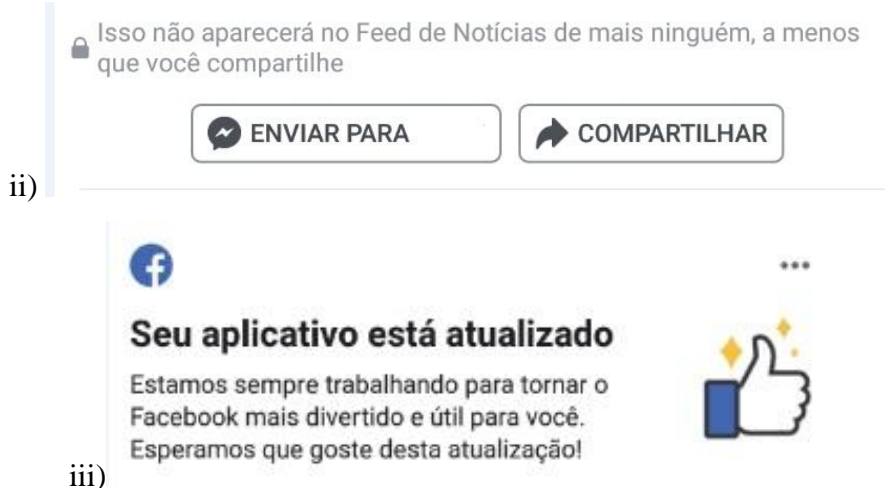 Isso não aparecerá no Feed de Notícias de mais ninguém, a menos
que você compartilhe
ENVIAR PARA
COMPARTILHAR
ii)
Seu aplicativo está atualizado
Estamos sempre trabalhando para tornar o
Facebook mais divertido e útil para você.
Esperamos que goste desta atualização!
iii)